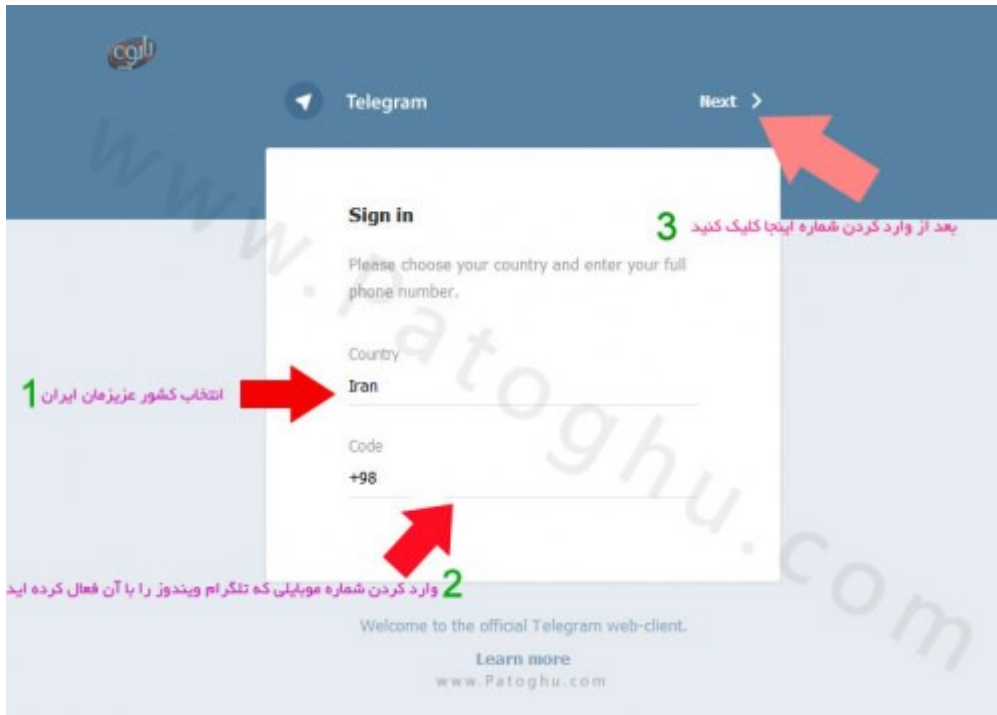 پاتوق
Telegram
Next
Sign in
3 بعد از وارد کردن شماره اینجا کلیک کنید
Please choose your country and enter your full
phone number.
Country
Iran
1 انتخاب کشور عزیزمان ایران
Code
+98
2 وارد کردن شماره موبایلی که تلگرام ویندوز را با آن فعال کرده اید
Welcome to the official Telegram web-client.
Learn more
www.Patoghu.com
www.Patoghu.com